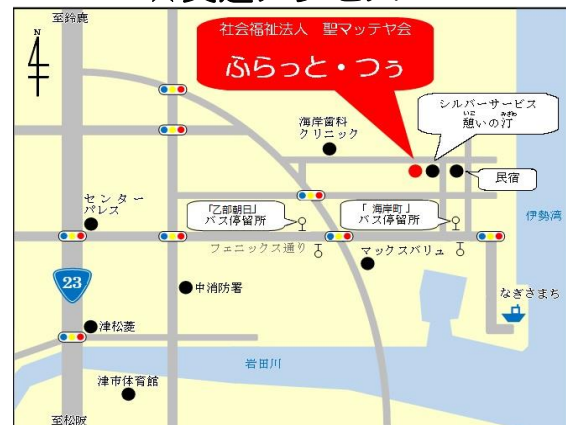 至鈴鹿
N
社会福祉法人 聖マッテヤ会
ふらっと・つぅ
海岸歯科
クリニック
シルバーサービス
憩いの汀
いこ
みぎわ
民宿
センター
パレス
「乙部朝日」
バス停留所
「海岸町」
バス停留所
伊勢湾
フェニックス通り
マックスバリュ
23
中消防署
なぎさまち
津松菱
岩田川
津市体育館
至松阪